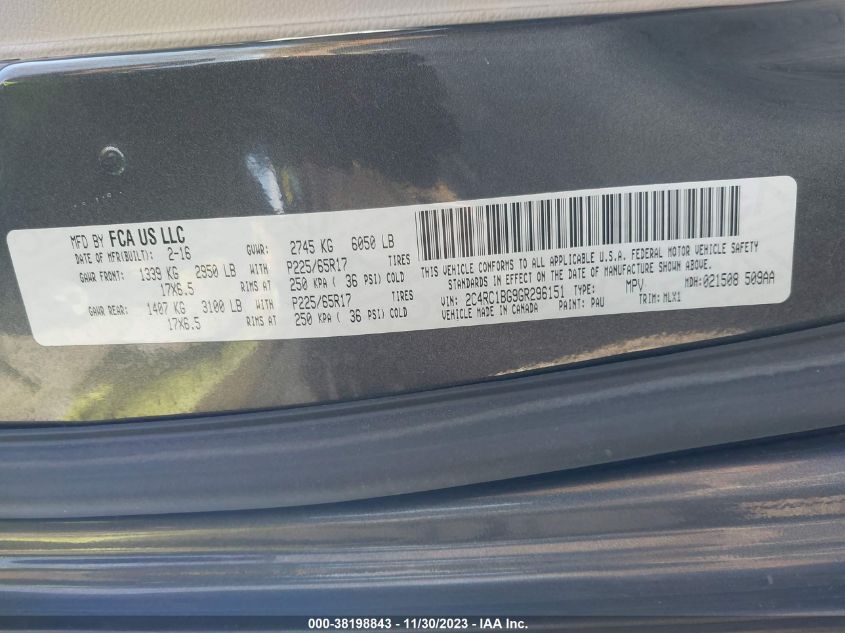 MFD BY FCA US LLC
DATE OF MFR(BUILT): 2-16 GVWR: 2745 KG 6050 LB
GAWR FRONT: 1339 KG 2950 LB WITH P225/65R17 TIRES
17X6.5 RIMS AT 250 KPA ( 36 PSI) COLD
GAWR REAR: 1407 KG 3100 LB WITH P225/65R17 TIRES
17X6.5 RIMS AT 250 KPA ( 36 PSI) COLD
THIS VEHICLE CONFORMS TO ALL APPLICABLE U.S.A. FEDERAL MOTOR VEHICLE SAFETY
STANDARDS IN EFFECT ON THE DATE OF MANUFACTURE SHOWN ABOVE.
VIN: 2C4RC1BG9GR296151 TYPE: MPV MDH:021508 509AA
VEHICLE MADE IN CANADA PAINT: PAU TRIM: MLX1
000-38198843 - 11/30/2023 - IAA Inc.